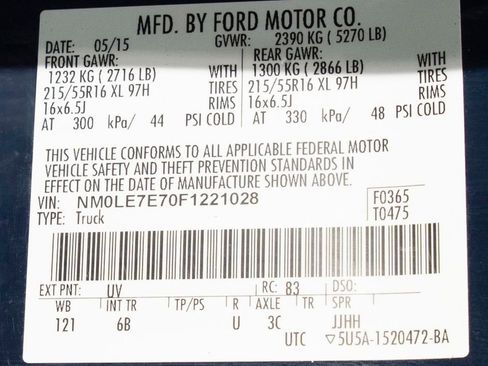 MFD. BY FORD MOTOR CO.
DATE: 05/15 GVWR: 2390 KG ( 5270 LB)
FRONT GAWR: REAR GAWR:
1232 KG ( 2716 LB) WITH 1300 KG ( 2866 LB) WITH
215/55R16 XL 97H TIRES 215/55R16 XL 97H TIRES
16x6.5J RIMS 16x6.5J RIMS
AT 300 kPa/ 44 PSI COLD AT 330 kPa/ 48 PSI COLD
THIS VEHICLE CONFORMS TO ALL APPLICABLE FEDERAL MOTOR
VEHICLE SAFETY AND THEFT PREVENTION STANDARDS IN
EFFECT ON THE DATE OF MANUFACTURE SHOWN ABOVE.
VIN: NM0LE7E70F1221028 F0365
TYPE: Truck T0475
EXT PNT: UV RC: 83 DSO:
WB INT TR TP/PS R AXLE TR SPR
121 6B U 3C JJHH
UTC ▽5U5A-1520472-BA